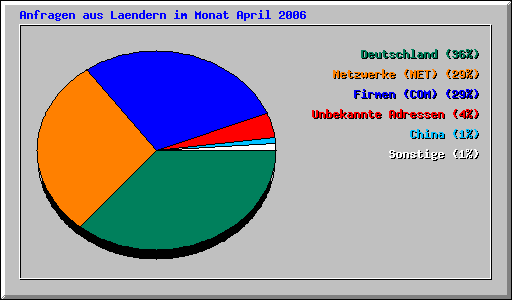 Anfragen aus Laendern im Monat April 2006
Deutschland (36%)
Netzwerke (NET) (29%)
Firmen (COM) (29%)
Unbekannte Adressen (4%)
China (1%)
Sonstige (1%)